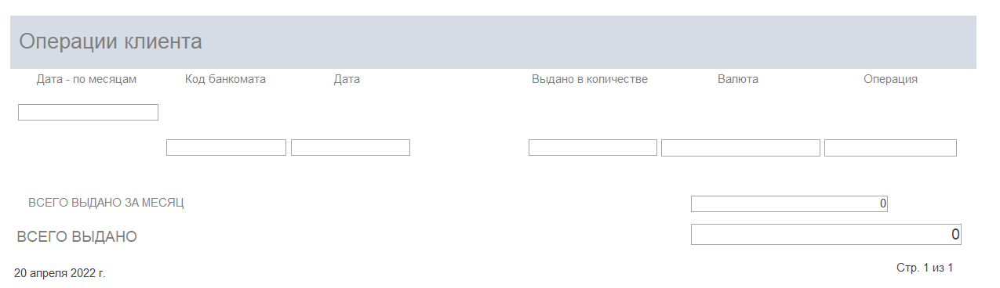 Операции клиента
Дата - по месяцам Код банкомата Дата Выдано в количестве Валюта Операция
ВСЕГО ВЫДАНО ЗА МЕСЯЦ 0
ВСЕГО ВЫДАНО 0
20 апреля 2022 г. Стр. 1 из 1